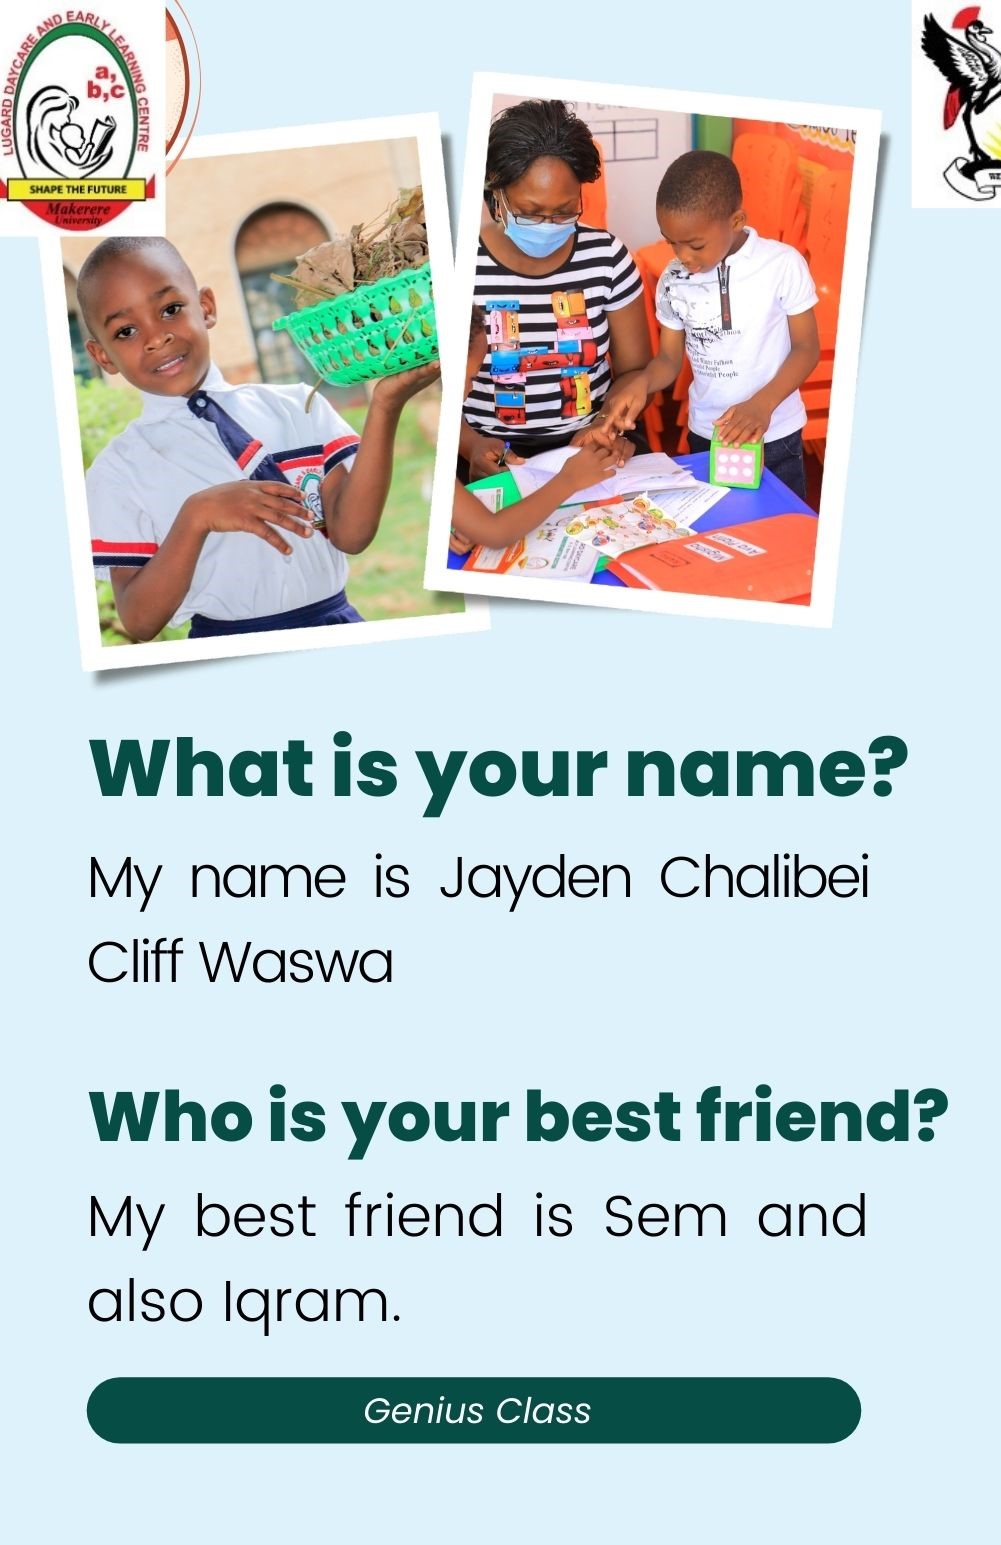 LUGARD DAYCARE AND EARLY LEARNING CENTRE
a,
b,c
SHAPE THE FUTURE
Makerere
University
What is your name?
My name is Jayden Chalibei
Cliff Waswa
Who is your best friend?
My best friend is Sem and
also Iqram.
Genius Class